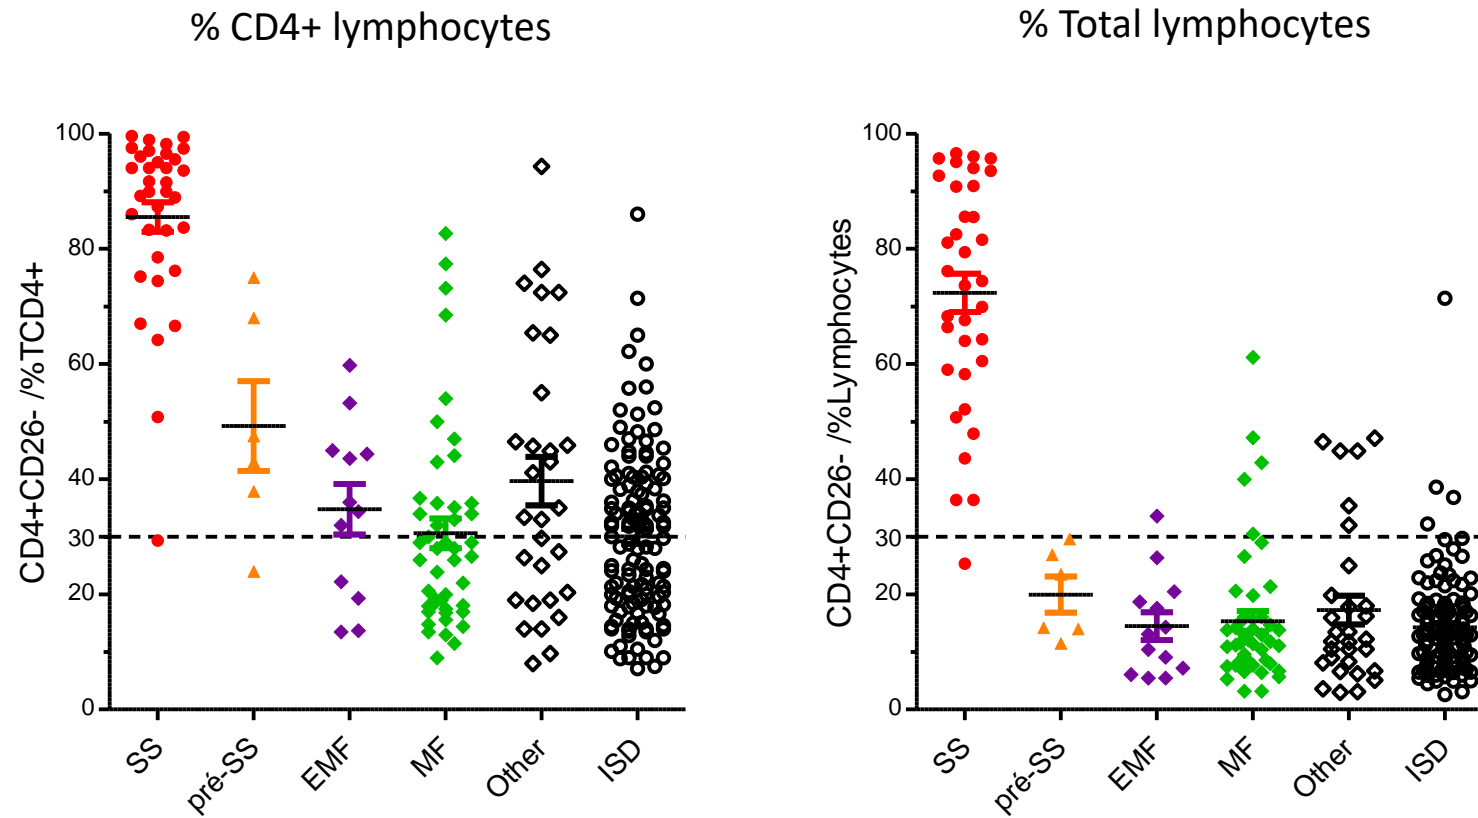 % CD4+ lymphocytes
CD4+CD26- /%TCD4+
100
80
60
40
30
20
0
SS
pré-SS
EMF
MF
Other
ISD
% Total lymphocytes
CD4+CD26- /%Lymphocytes
100
80
60
40
30
20
0
SS
pré-SS
EMF
MF
Other
ISD